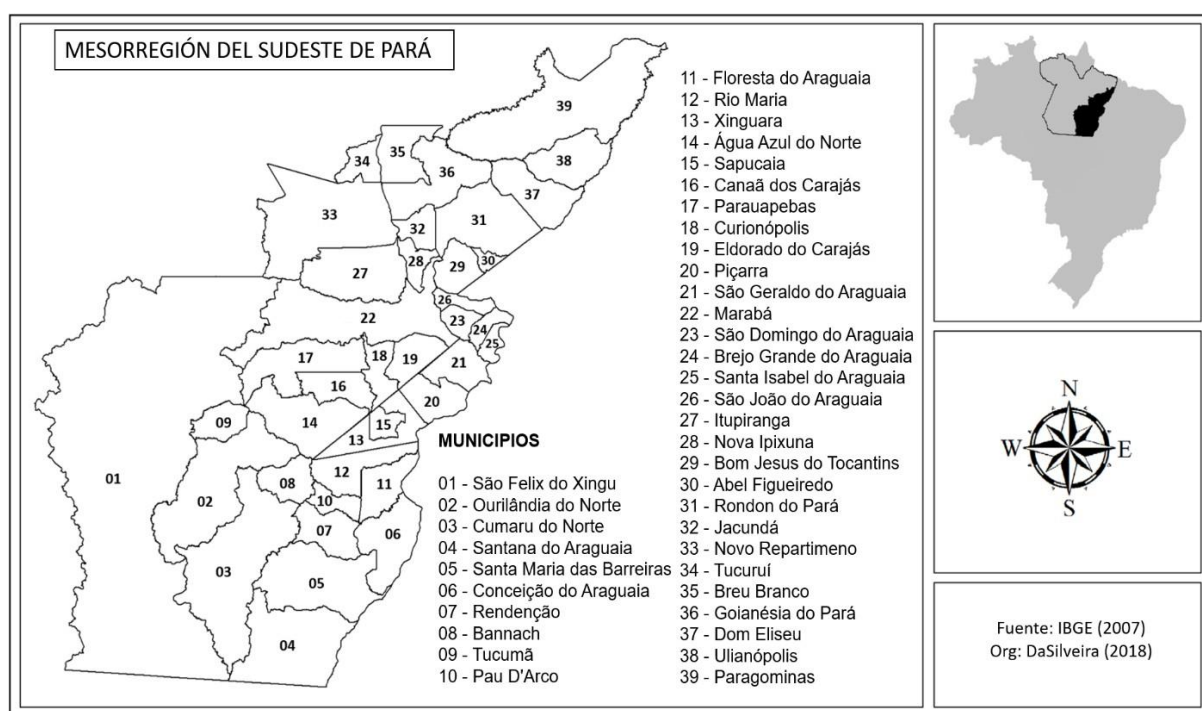 MESORREGIÓN DEL SUDESTE DE PARÁ
39
34
35
38
36
37
33
31
32
30
28
29
27
26
22
23
24
25
18
19
21
17
16
20
09
14
15
13
01
12
08
11
02
10
07
06
03
05
04
MUNICIPIOS
01 - São Felix do Xingu
02 - Ourilândia do Norte
03 - Cumaru do Norte
04 - Santana do Araguaia
05 - Santa Maria das Barreiras
06 - Conceição do Araguaia
07 - Rendenção
08 - Bannach
09 - Tucumã
10 - Pau D'Arco
11 - Floresta do Araguaia
12 - Rio Maria
13 - Xinguara
14 - Água Azul do Norte
15 - Sapucaia
16 - Canaã dos Carajás
17 - Parauapebas
18 - Curionópolis
19 - Eldorado do Carajás
20 - Piçarra
21 - São Geraldo do Araguaia
22 - Marabá
23 - São Domingo do Araguaia
24 - Brejo Grande do Araguaia
25 - Santa Isabel do Araguaia
26 - São João do Araguaia
27 - Itupiranga
28 - Nova Ipixuna
29 - Bom Jesus do Tocantins
30 - Abel Figueiredo
31 - Rondon do Pará
32 - Jacundá
33 - Novo Repartimeno
34 - Tucuruí
35 - Breu Branco
36 - Goianésia do Pará
37 - Dom Eliseu
38 - Ulianópolis
39 - Paragominas
N
W
E
S
Fuente: IBGE (2007)
Org: DaSilveira (2018)